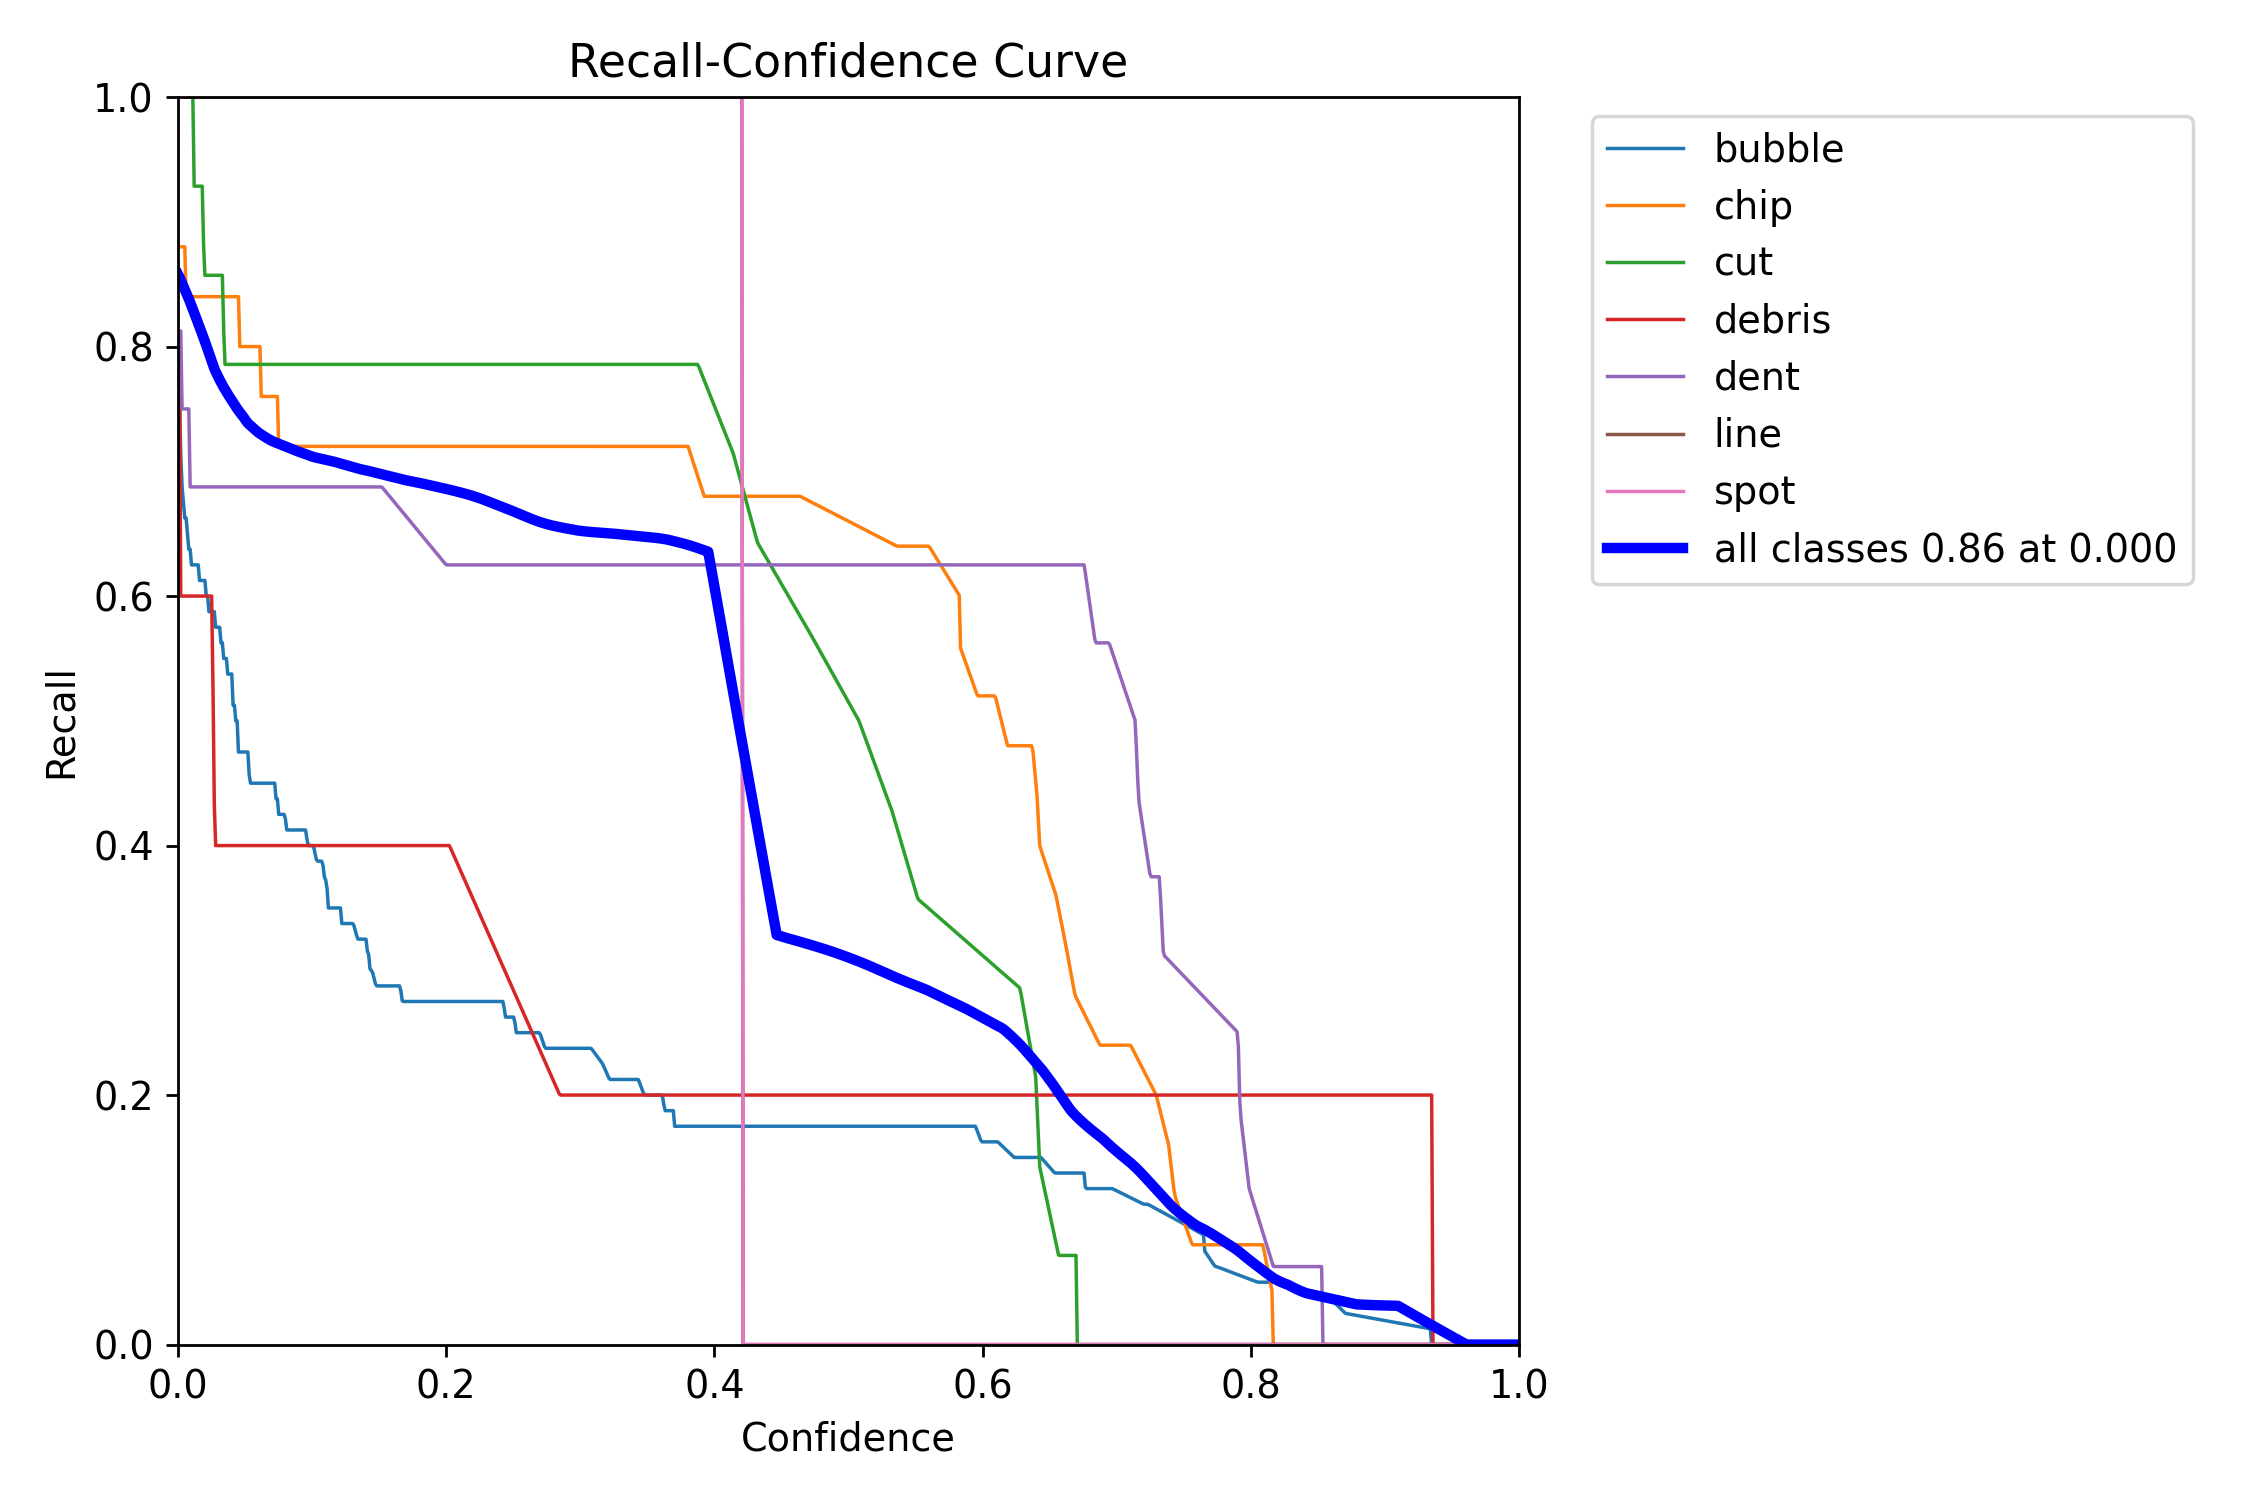 Recall-Confidence Curve
1.0
0.8
0.6
0.4
0.2
0.0
Recall
0.0 0.2 0.4 0.6 0.8 1.0
Confidence
bubble
chip
cut
debris
dent
line
spot
all classes 0.86 at 0.000